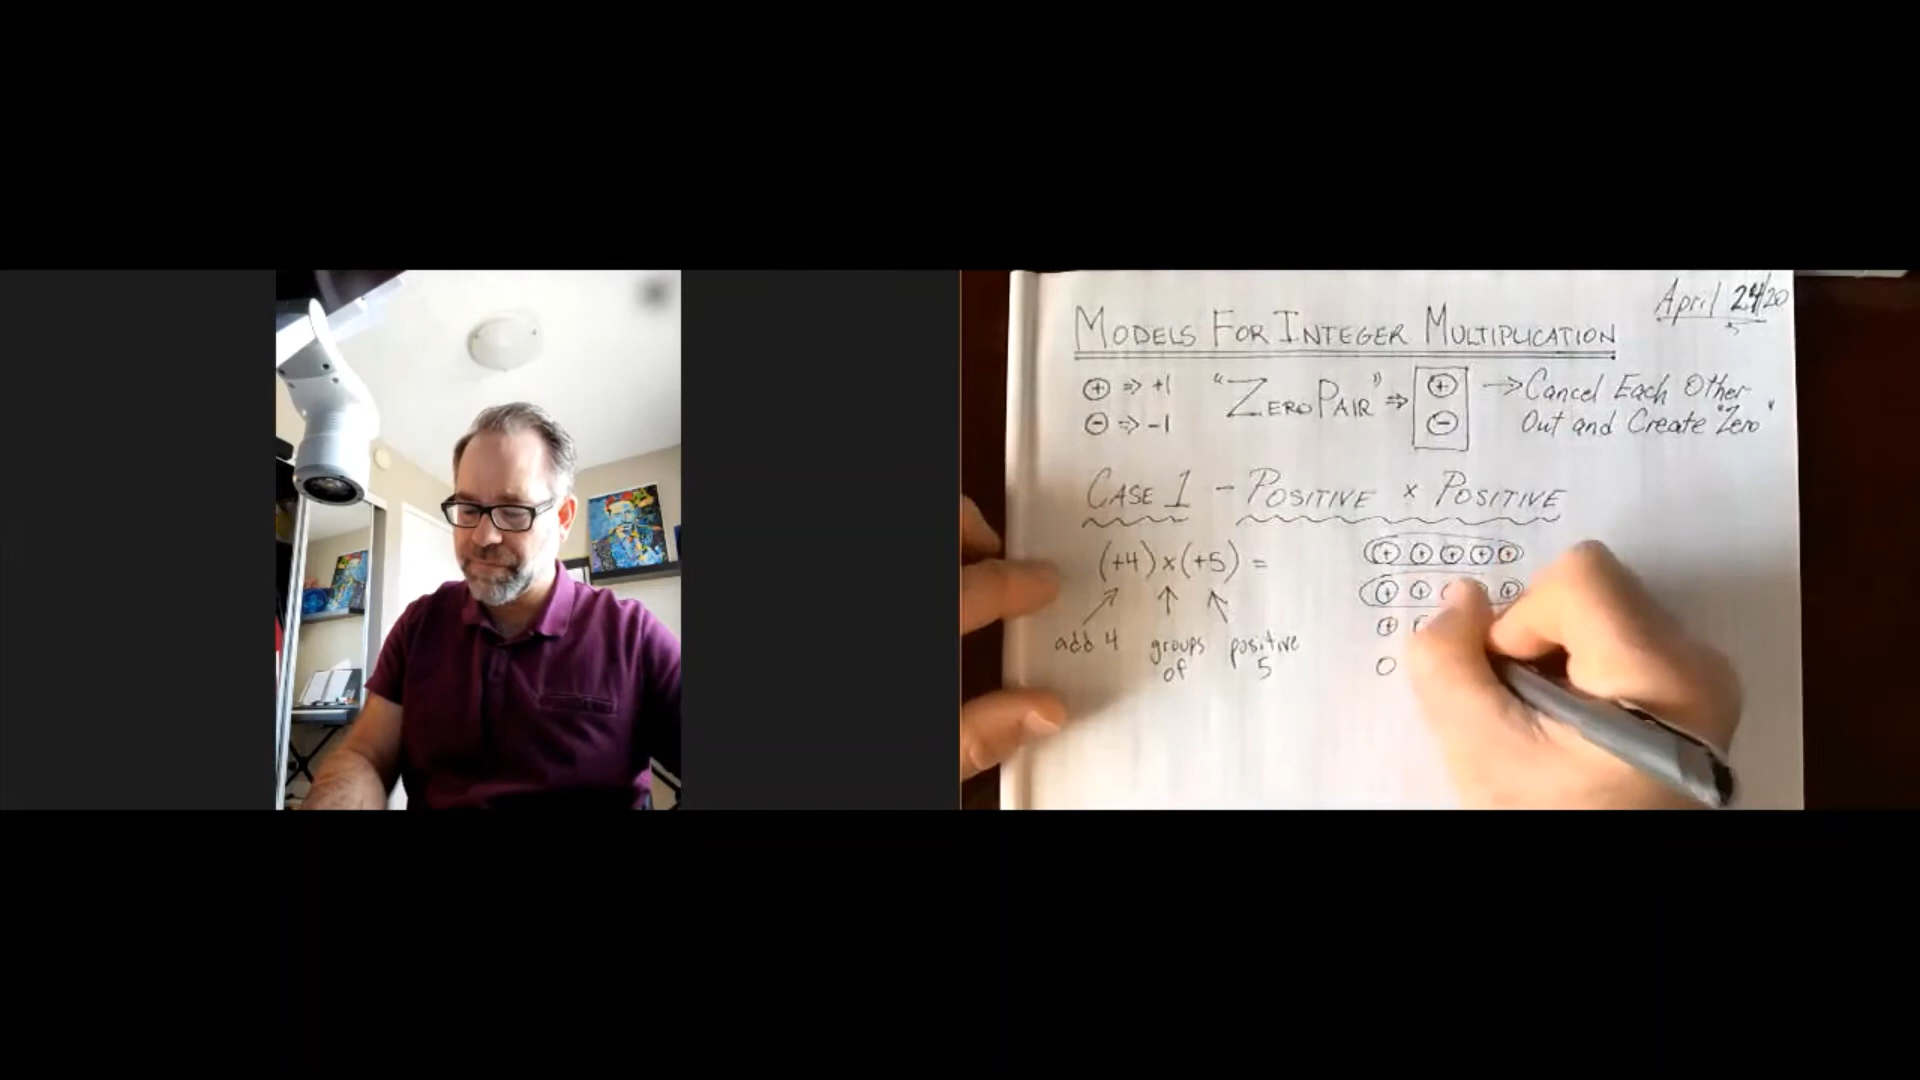 April 24/20
MODELS FOR INTEGER MULTIPLICATION
⊕ => +1
⊖ => -1
"ZERO PAIR" =>
⊕
⊖
→ Cancel Each Other
Out and Create "Zero"
CASE 1 - POSITIVE × POSITIVE
(+4)×(+5) =
add 4 groups of positive 5
⊕ ⊕ ⊕ ⊕ ⊕
⊕ ⊕ ⊕
⊕